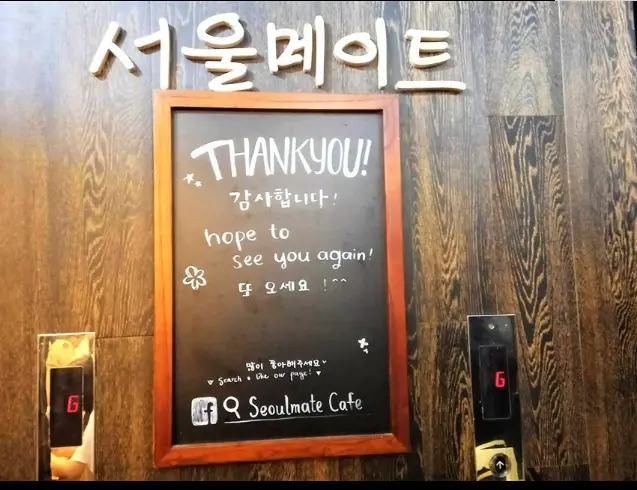 서울메이트
THANKYOU!
감사합니다!
hope to
see you again!
또 오세요 !^^
많이 좋아해주세요~
♥ Search & like our page! ♥
f Seoulmate Cafe
G
G